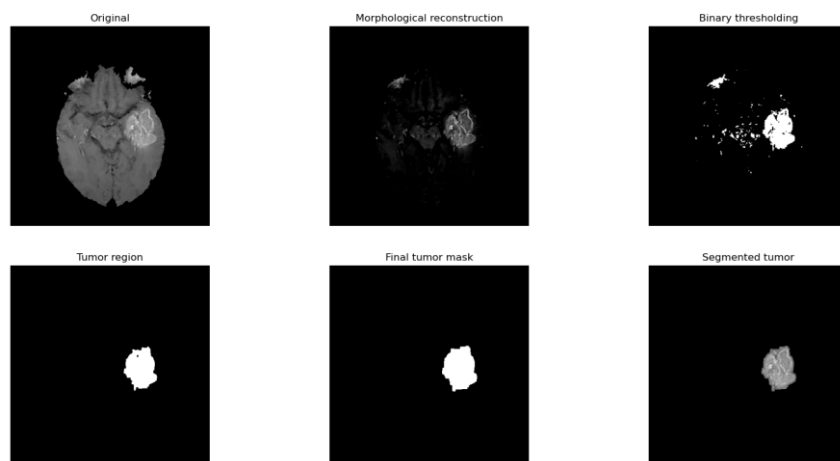 Original
Morphological reconstruction
Binary thresholding
Tumor region
Final tumor mask
Segmented tumor